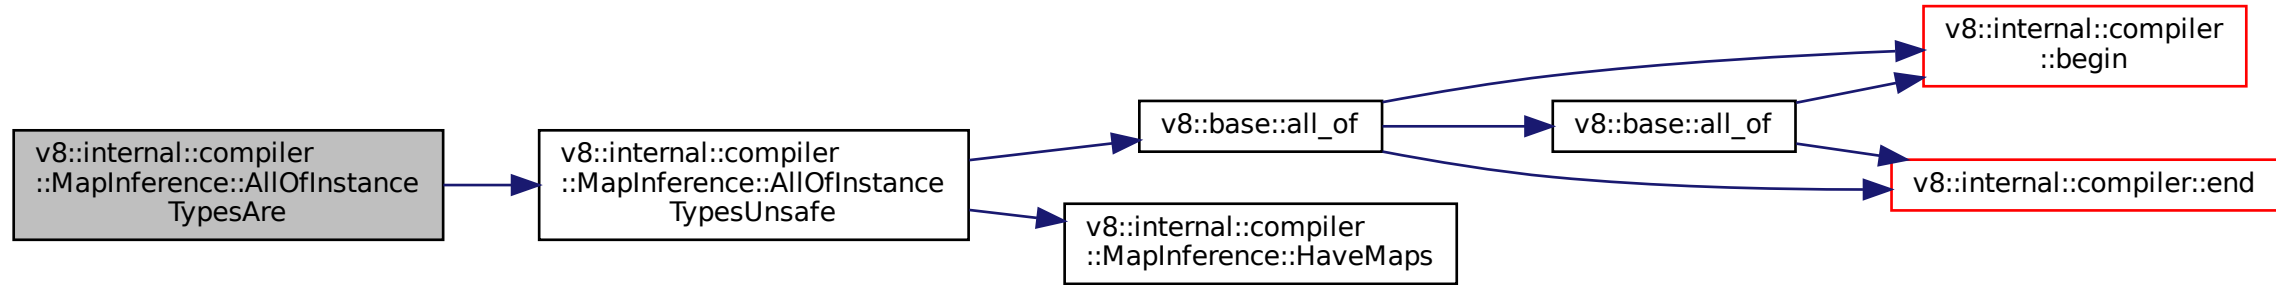 v8::internal::compiler
::MapInference::AllOfInstance
TypesAre
v8::internal::compiler
::MapInference::AllOfInstance
TypesUnsafe
v8::base::all_of
v8::internal::compiler
::MapInference::HaveMaps
v8::base::all_of
v8::internal::compiler
::begin
v8::internal::compiler::end